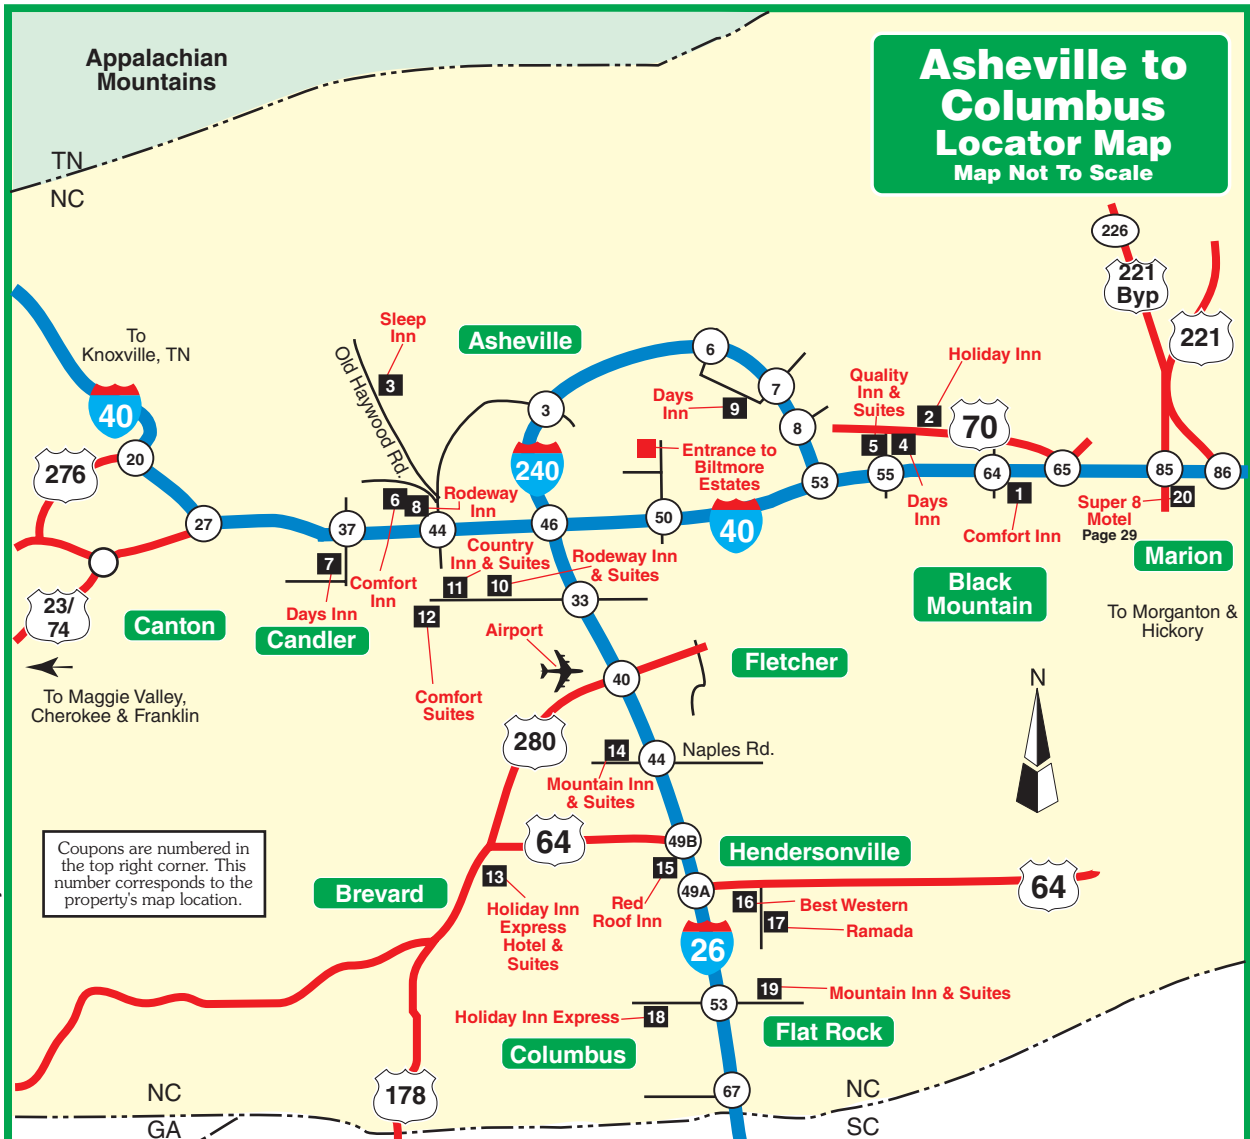 Appalachian
Mountains
Asheville to
Columbus
Locator Map
Map Not To Scale
TN
NC
226
221
Byp
221
To
Knoxville, TN
40
Sleep
Inn
3
Old Haywood Rd.
Asheville
6
7
8
3
Days
Inn
9
Holiday Inn
Quality
Inn &
Suites
2
70
5
4
Entrance to
Biltmore
Estates
240
276
20
27
37
44
46
50
53
55
64
65
85
86
40
6
8
Rodeway
Inn
Days
Inn
1
Comfort Inn
Super 8
Motel
Page 29
20
Marion
7
Days Inn
Comfort
Inn
Country
Inn & Suites
11
10
Rodeway Inn
& Suites
33
12
Comfort
Suites
Black
Mountain
To Morganton &
Hickory
23/
74
Canton
Candler
To Maggie Valley,
Cherokee & Franklin
Airport
40
Fletcher
N
280
14
44
Naples Rd.
Mountain Inn
& Suites
64
49B
Hendersonville
Coupons are numbered in
the top right corner. This
number corresponds to the
property's map location.
Brevard
13
Holiday Inn
Express
Hotel &
Suites
15
Red
Roof Inn
49A
64
16
Best Western
17
Ramada
26
19
Mountain Inn & Suites
53
Holiday Inn Express
18
Flat Rock
Columbus
67
178
NC
GA
NC
SC